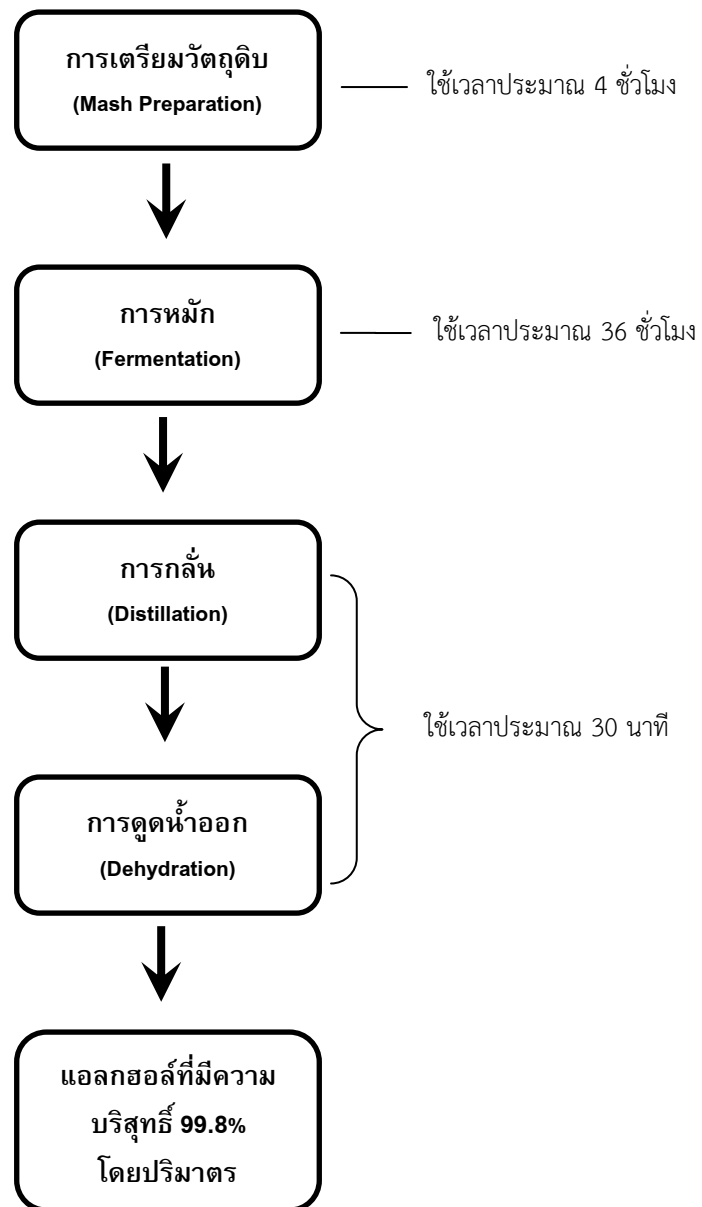 การเตรียมวัตถุดิบ
(Mash Preparation)
ใช้เวลาประมาณ 4 ชั่วโมง
การหมัก
(Fermentation)
ใช้เวลาประมาณ 36 ชั่วโมง
การกลั่น
(Distillation)
ใช้เวลาประมาณ 30 นาที
การดูดน้ำออก
(Dehydration)
แอลกฮอล์ที่มีความ
บริสุทธิ์ 99.8%
โดยปริมาตร